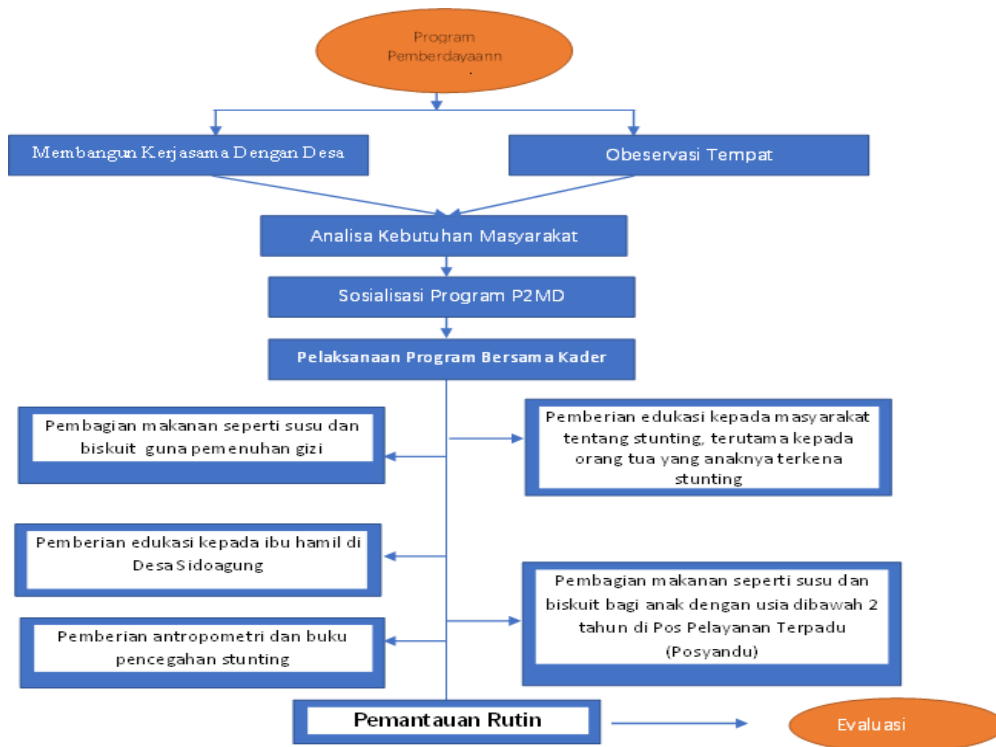 Program
Pemberdayaann
.
Membangun Kerjasama Dengan Desa
Obeservasi Tempat
Analisa Kebutuhan Masyarakat
Sosialisasi Program P2MD
Pelaksanaan Program Bersama Kader
Pembagian makanan seperti susu dan
biskuit guna pemenuhan gizi
Pemberian edukasi kepada masyarakat
tentang stunting, terutama kepada
orang tua yang anaknya terkena
stunting
Pemberian edukasi kepada ibu hamil di
Desa Sidoagung
Pembagian makanan seperti susu dan
biskuit bagi anak dengan usia dibawah 2
tahun di Pos Pelayanan Terpadu
(Posyandu)
Pemberian antropometri dan buku
pencegahan stunting
Pemantauan Rutin
Evaluasi